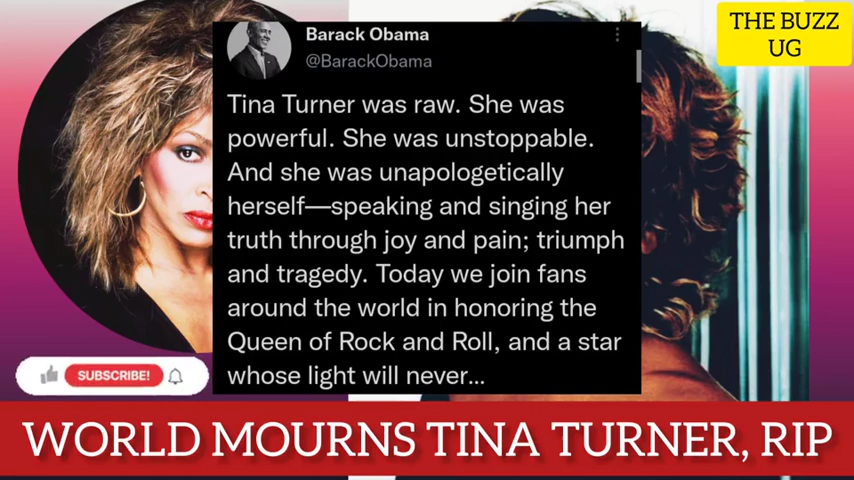 THE BUZZ
UG
Barack Obama
@BarackObama
Tina Turner was raw. She was
powerful. She was unstoppable.
And she was unapologetically
herself—speaking and singing her
truth through joy and pain; triumph
and tragedy. Today we join fans
around the world in honoring the
Queen of Rock and Roll, and a star
whose light will never...
SUBSCRIBE!
WORLD MOURNS TINA TURNER, RIP